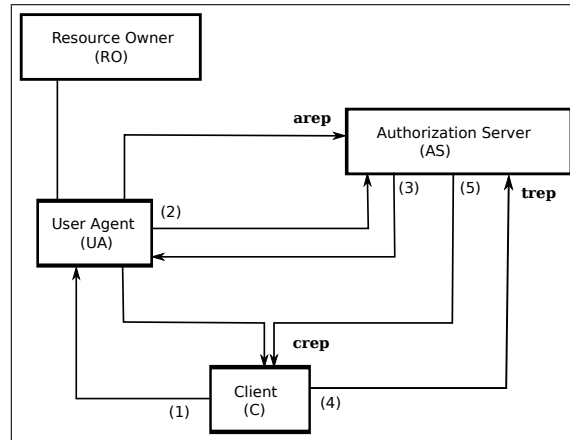 Resource Owner
(RO)
arep
Authorization Server
(AS)
(2)
(3)
(5)
trep
User Agent
(UA)
crep
Client
(C)
(1)
(4)